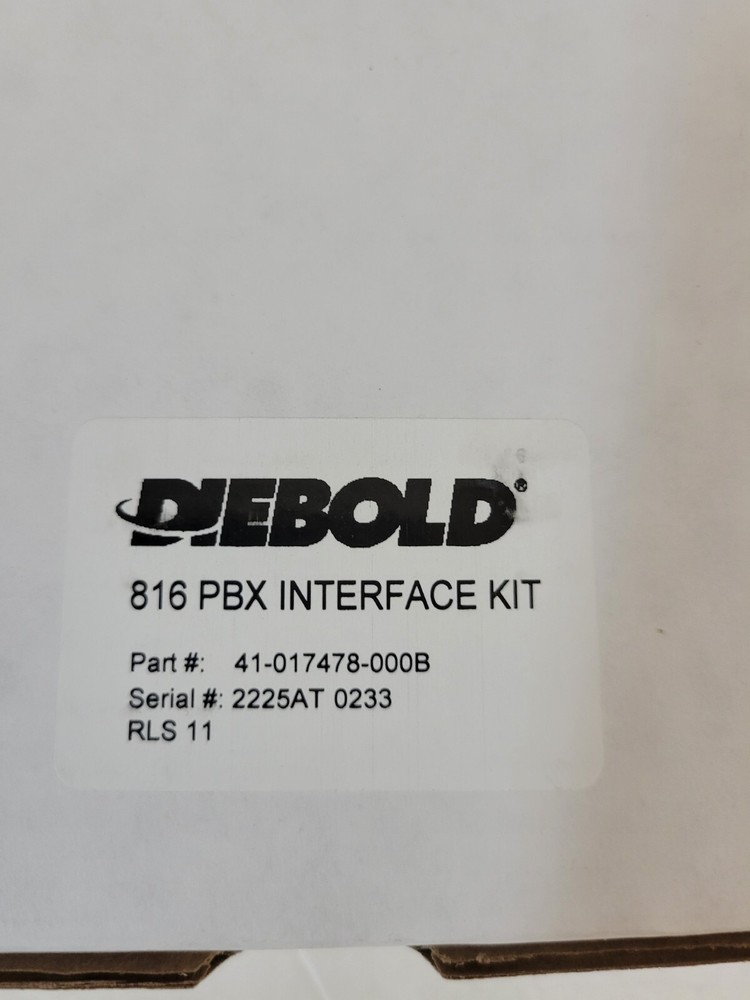 DIEBOLD®
816 PBX INTERFACE KIT
Part #: 41-017478-000B
Serial #: 2225AT 0233
RLS 11